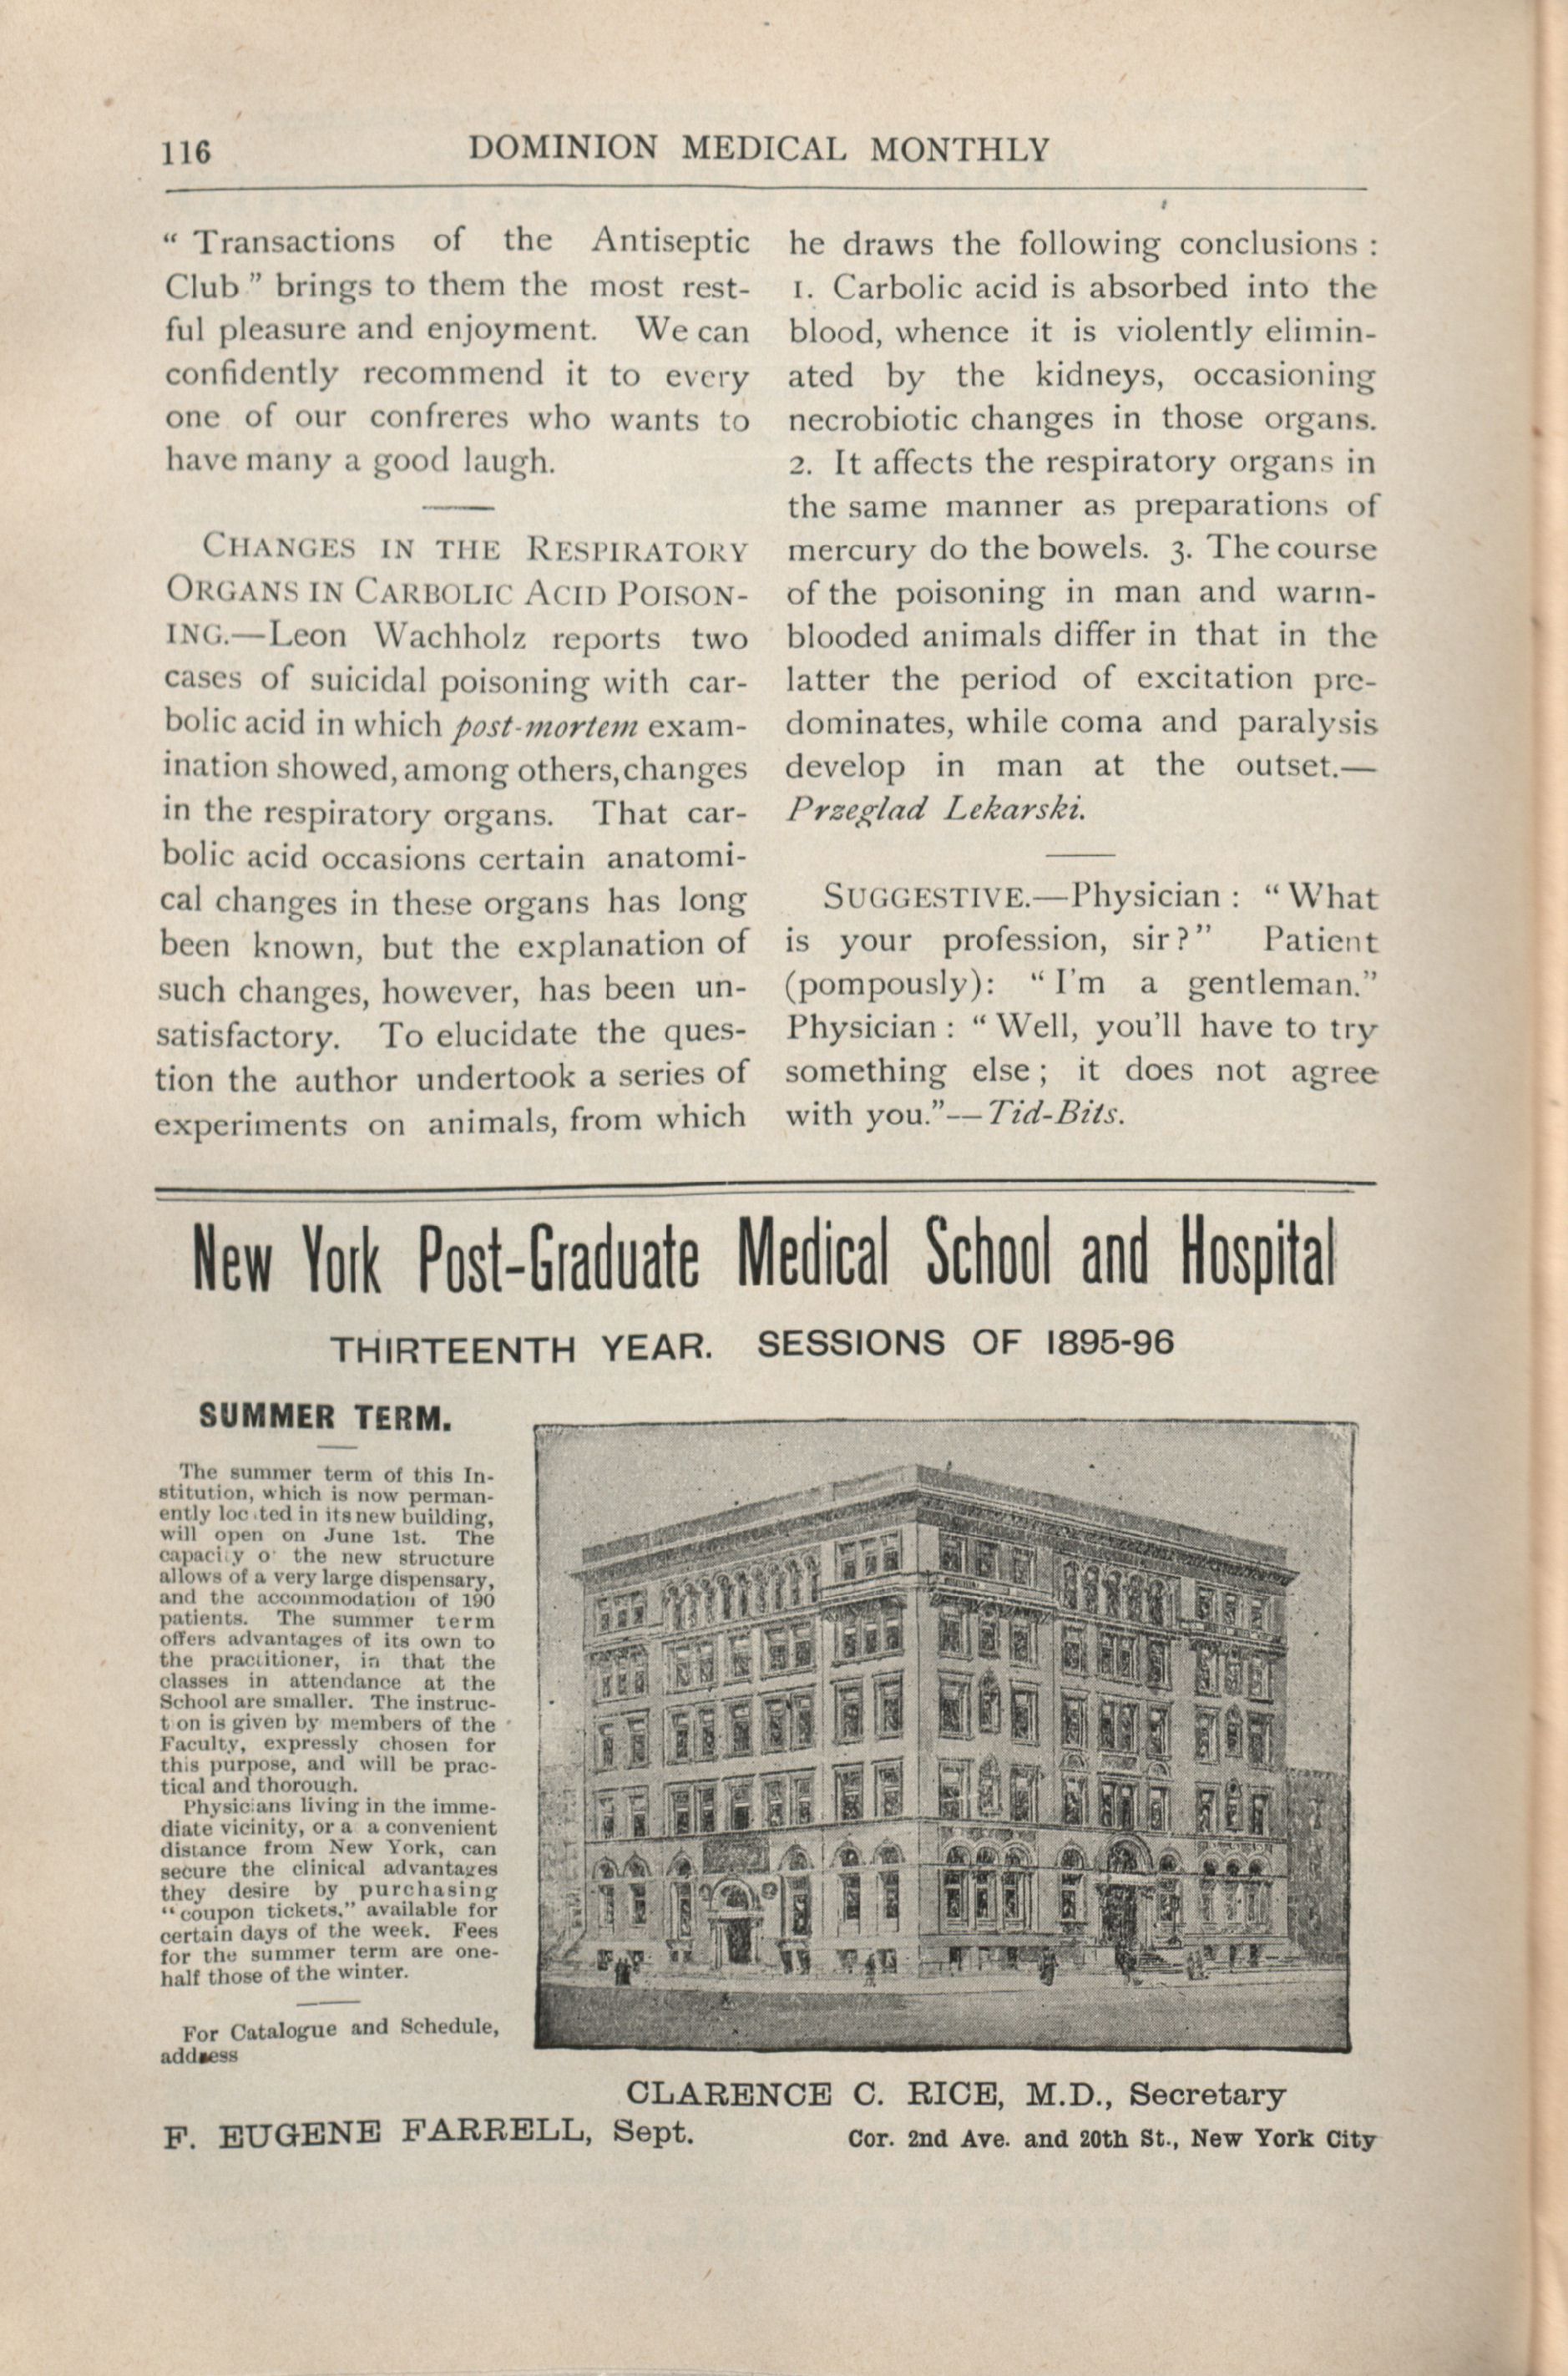 116
DOMINION MEDICAL MONTHLY
“ Transactions of the Antiseptic
Club ” brings to them the most rest-
ful pleasure and enjoyment. We can
confidently recommend it to every
one of our confreres who wants to
have many a good laugh.
CHANGES IN THE RESPIRATORY
ORGANS IN CARBOLIC ACID POISON-
ING.—Leon Wachholz reports two
cases of suicidal poisoning with car-
bolic acid in which post-mortem exam-
ination showed, among others, changes
in the respiratory organs. That car-
bolic acid occasions certain anatomi-
cal changes in these organs has long
been known, but the explanation of
such changes, however, has been un-
satisfactory. To elucidate the ques-
tion the author undertook a series of
experiments on animals, from which
he draws the following conclusions :
1. Carbolic acid is absorbed into the
blood, whence it is violently elimin-
ated by the kidneys, occasioning
necrobiotic changes in those organs.
2. It affects the respiratory organs in
the same manner as preparations of
mercury do the bowels. 3. The course
of the poisoning in man and warm-
blooded animals differ in that in the
latter the period of excitation pre-
dominates, while coma and paralysis
develop in man at the outset.—
Przeglad Lekarski.
SUGGESTIVE.—Physician : “ What
is your profession, sir ? ” Patient
(pompously): “ I'm a gentleman.”
Physician : “ Well, you'll have to try
something else ; it does not agree
with you.”—Tid-Bits.
New York Post-Graduate Medical School and Hospital
THIRTEENTH YEAR. SESSIONS OF 1895-96
SUMMER TERM.
The summer term of this In-
stitution, which is now perman-
ently loc ted in its new building,
will open on June 1st. The
capacity o the new structure
allows of a very large dispensary,
and the accommodation of 190
patients. The summer term
offers advantages of its own to
the practitioner, in that the
classes in attendance at the
School are smaller. The instruc-
t on is given by members of the
Faculty, expressly chosen for
this purpose, and will be prac-
tical and thorough.
Physicians living in the imme-
diate vicinity, or a a convenient
distance from New York, can
secure the clinical advantages
they desire by purchasing
“ coupon tickets,” available for
certain days of the week. Fees
for the summer term are one-
half those of the winter.
For Catalogue and Schedule,
address
CLARENCE C. RICE, M.D., Secretary
F. EUGENE FARRELL, Sept.
Cor. 2nd Ave. and 20th St., New York City